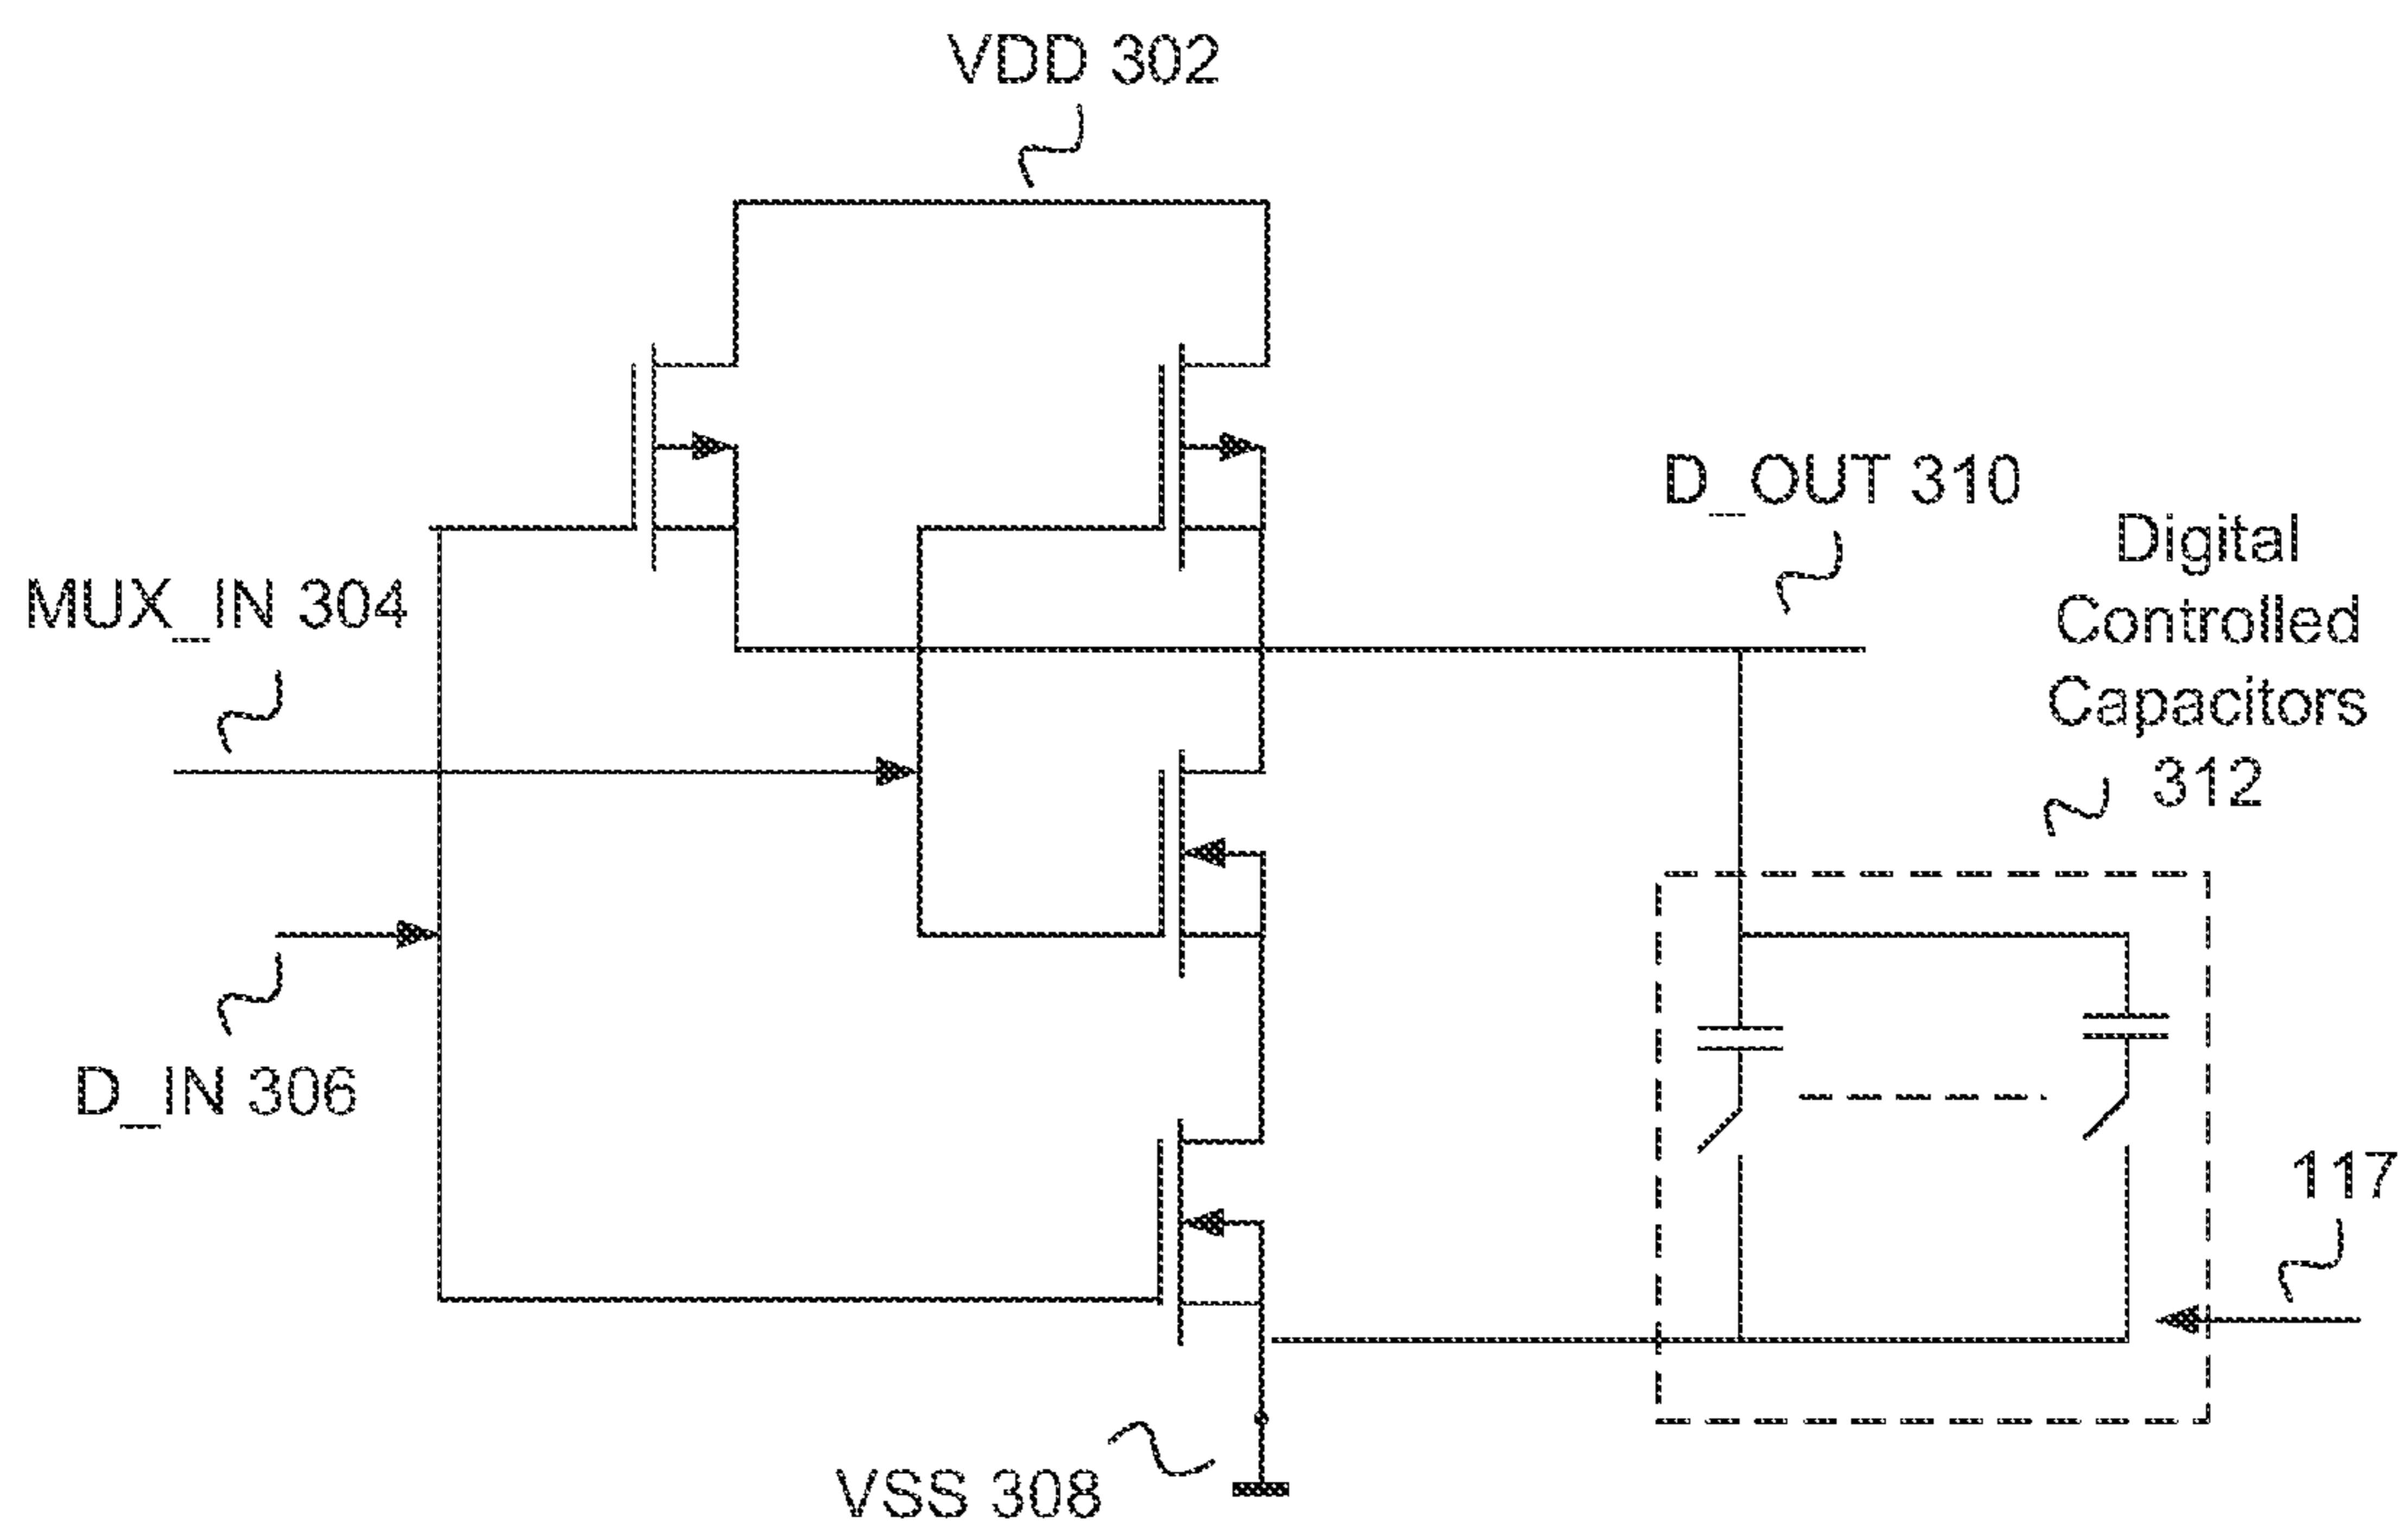 VDD 302
D_OUT 310
Digital
Controlled
Capacitors
312
MUX_IN 304
D_IN 306
117
VSS 308